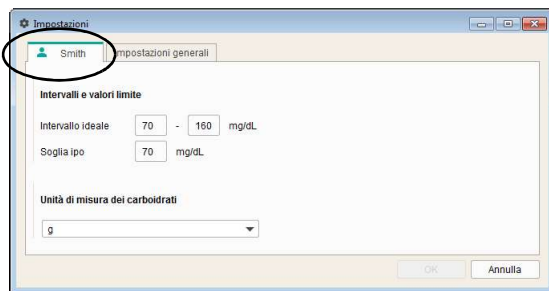 Impostazioni
Smith
Impostazioni generali
Intervalli e valori limite
Intervallo ideale 70 - 160 mg/dL
Soglia ipo 70 mg/dL
Unità di misura dei carboidrati
g
OK Annulla